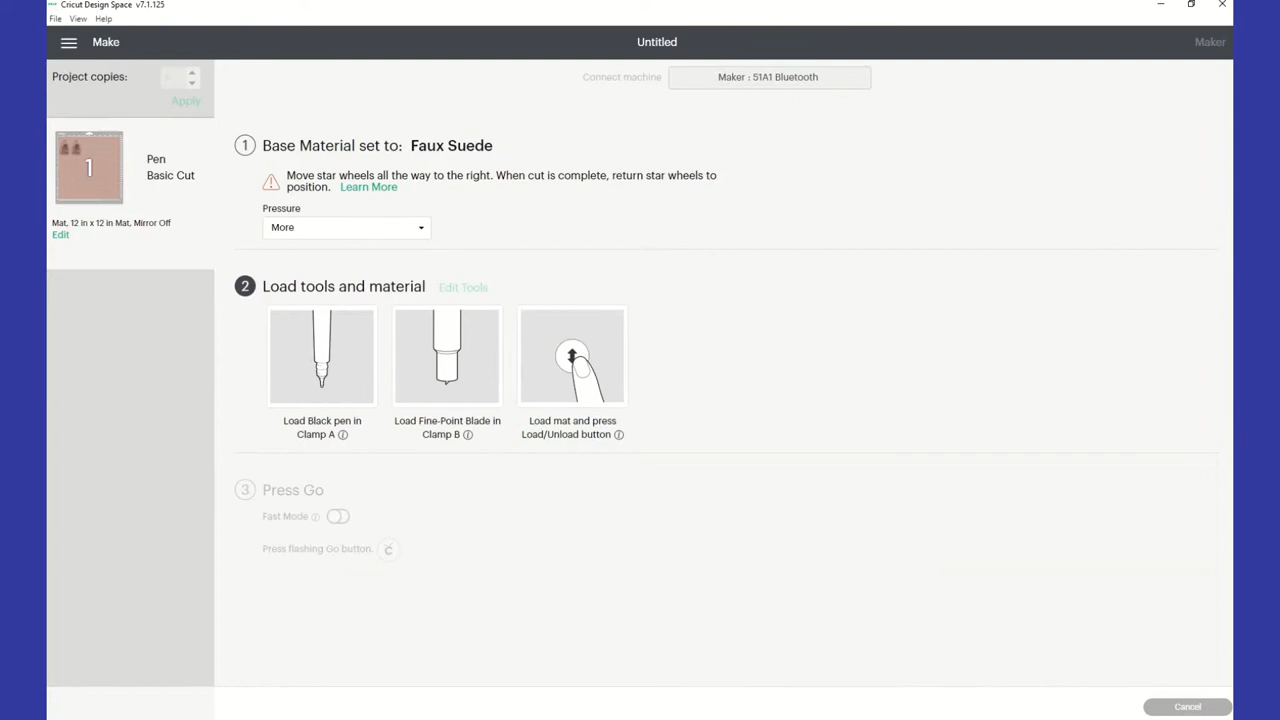 Cricut Design Space v7.1.125
File View Help
Make
Untitled
Maker
Project copies:
Apply
Connect machine
Maker : 51A1 Bluetooth
1
Pen
Basic Cut
Mat, 12 in x 12 in Mat, Mirror Off
Edit
1 Base Material set to: Faux Suede
Move star wheels all the way to the right. When cut is complete, return star wheels to
position. Learn More
Pressure
More
2 Load tools and material Edit Tools
Load Black pen in
Clamp A
Load Fine-Point Blade in
Clamp B
Load mat and press
Load/Unload button
3 Press Go
Fast Mode
Press flashing Go button.
Cancel